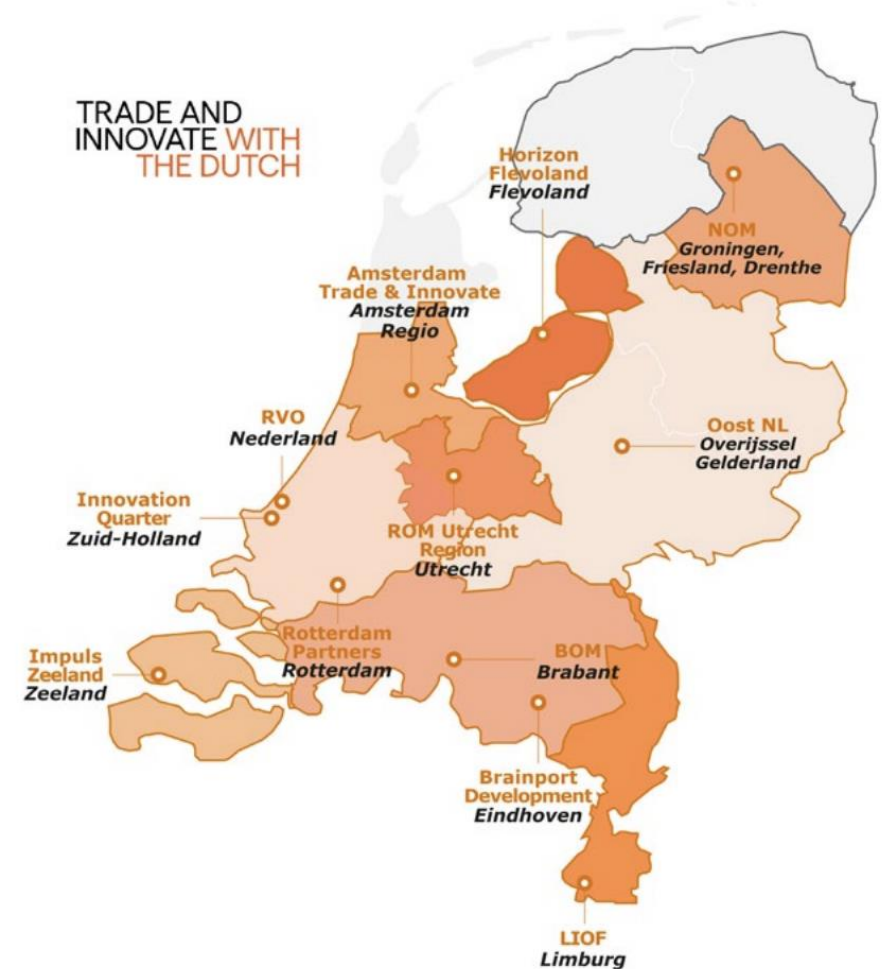 TRADE AND
INNOVATE WITH
THE DUTCH
Horizon
Flevoland
Flevoland
NOM
Groningen,
Friesland, Drenthe
Amsterdam
Trade & Innovate
Amsterdam
Regio
RVO
Nederland
Oost NL
Overijssel
Gelderland
Innovation
Quarter
Zuid-Holland
ROM Utrecht
Region
Utrecht
Rotterdam
Partners
Rotterdam
BOM
Brabant
Impuls
Zeeland
Zeeland
Brainport
Development
Eindhoven
LIOF
Limburg